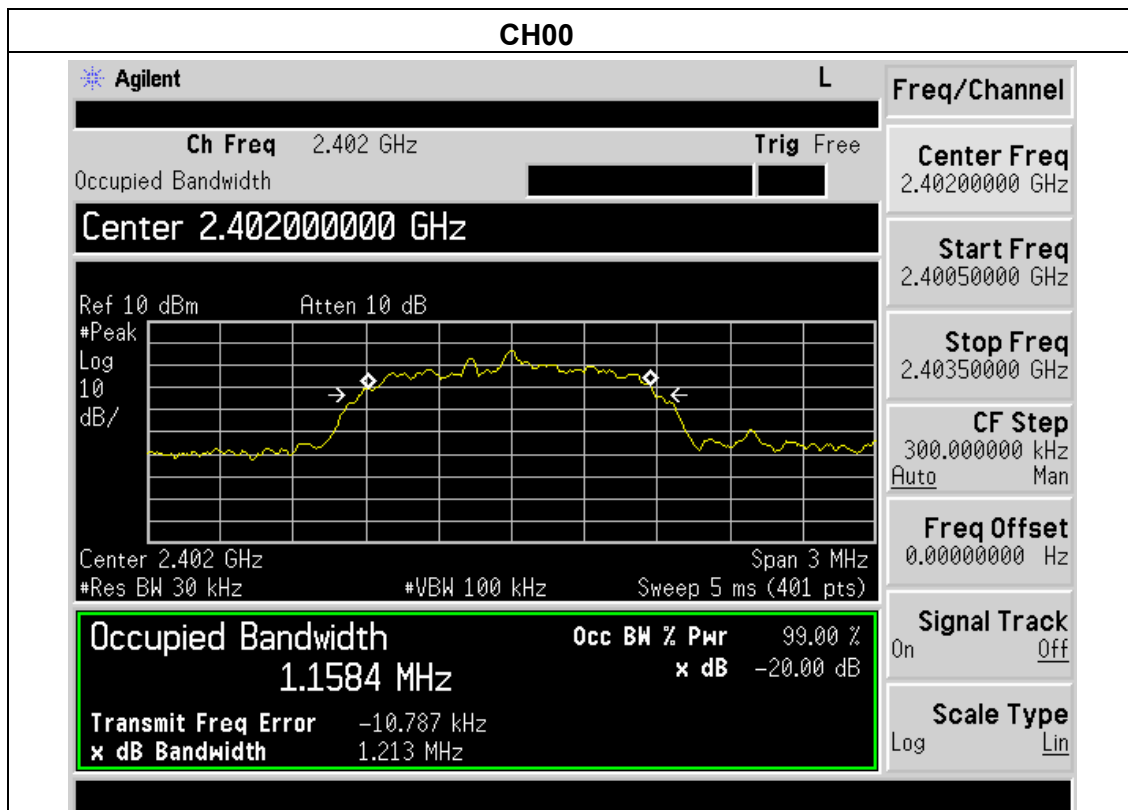 CH00
Agilent L
Ch Freq 2.402 GHz Trig Free
Occupied Bandwidth
Center 2.402000000 GHz
Ref 10 dBm Atten 10 dB
#Peak
Log
10
dB/
Center 2.402 GHz Span 3 MHz
#Res BW 30 kHz #VBW 100 kHz Sweep 5 ms (401 pts)
Occupied Bandwidth Occ BW % Pwr 99.00 %
1.1584 MHz x dB -20.00 dB
Transmit Freq Error -10.787 kHz
x dB Bandwidth 1.213 MHz
Freq/Channel
Center Freq
2.40200000 GHz
Start Freq
2.40050000 GHz
Stop Freq
2.40350000 GHz
CF Step
300.000000 kHz
Auto Man
Freq Offset
0.00000000 Hz
Signal Track
On Off
Scale Type
Log Lin